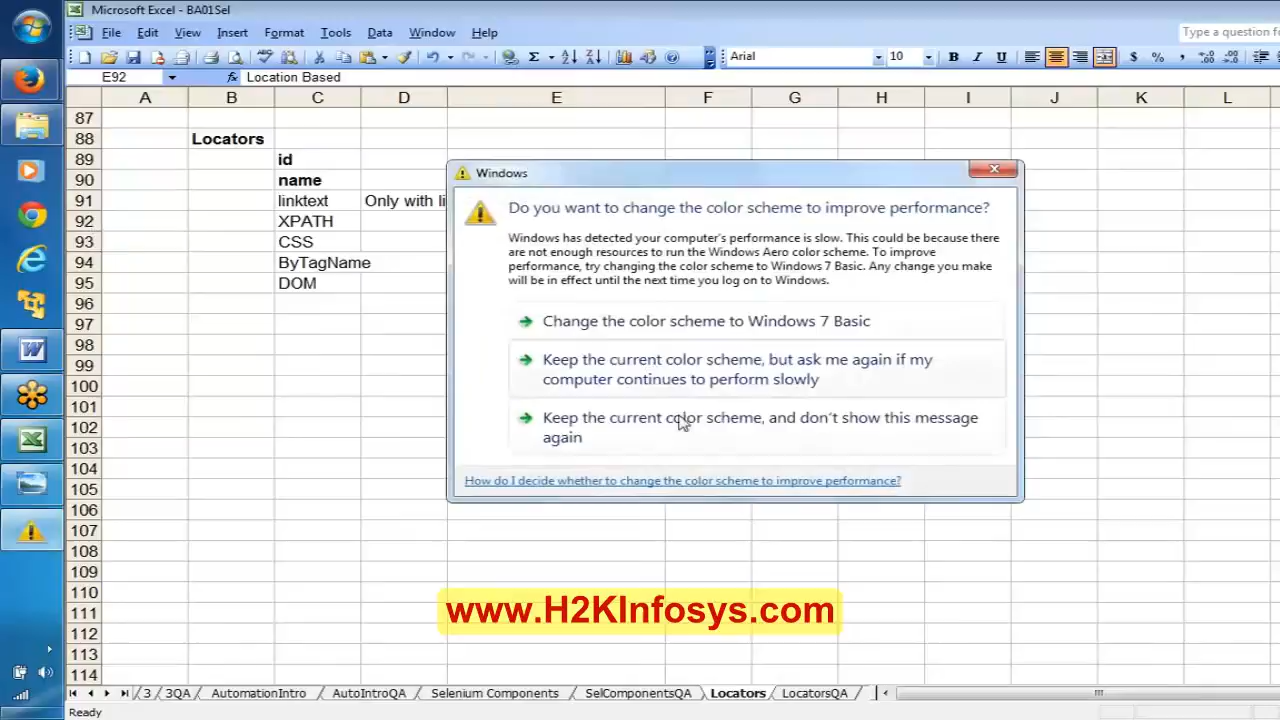 Microsoft Excel - BA01Sel
File Edit View Insert Format Tools Data Window Help
Type a question for
Arial 10 B I U $ % ,
E92 fx Location Based
A B C D E F G H I J K L
87
88 Locators
89 id
90 name
91 linktext Only with li
92 XPATH
93 CSS
94 ByTagName
95 DOM
96
97
98
99
100
101
102
103
104
105
106
107
108
109
110
111
112
113
114
Windows
Do you want to change the color scheme to improve performance?
Windows has detected your computer's performance is slow. This could be because there
are not enough resources to run the Windows Aero color scheme. To improve
performance, try changing the color scheme to Windows 7 Basic. Any change you make
will be in effect until the next time you log on to Windows.
Change the color scheme to Windows 7 Basic
Keep the current color scheme, but ask me again if my
computer continues to perform slowly
Keep the current color scheme, and don't show this message
again
How do I decide whether to change the color scheme to improve performance?
www.H2KInfosys.com
3 3QA AutomationIntro AutoIntroQA Selenium Components SelComponentsQA Locators LocatorsQA
Ready